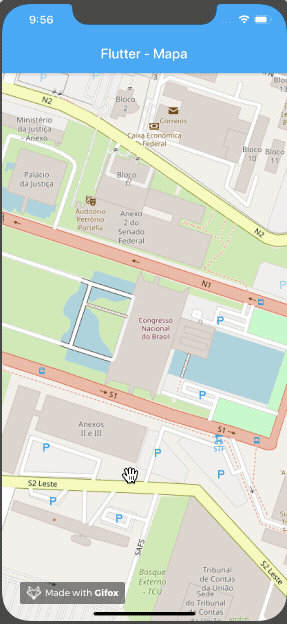 9:56
Flutter - Mapa
P
N2
Bloco
2
Correios
Caixa Econômica
Federal
Ministério
da Justiça
- Anexo
Bloco
10
Bloco
11
Palácio
da Justiça
Bloco
Auditório
Petrônio
Portella
Anexo
2 do
Senado
Federal
N2
N1
P
Congresso
Nacional
do Brasil
P
P
S1
S1
STF
Anexos
II e III
P
P
P
S2 Leste
P
P
SAFS
S2 Leste
Bosque
Externo
- TCU
Tribunal
de Contas
da União
Sede
do Tribunal
de Contas
da União
Made with Gifox